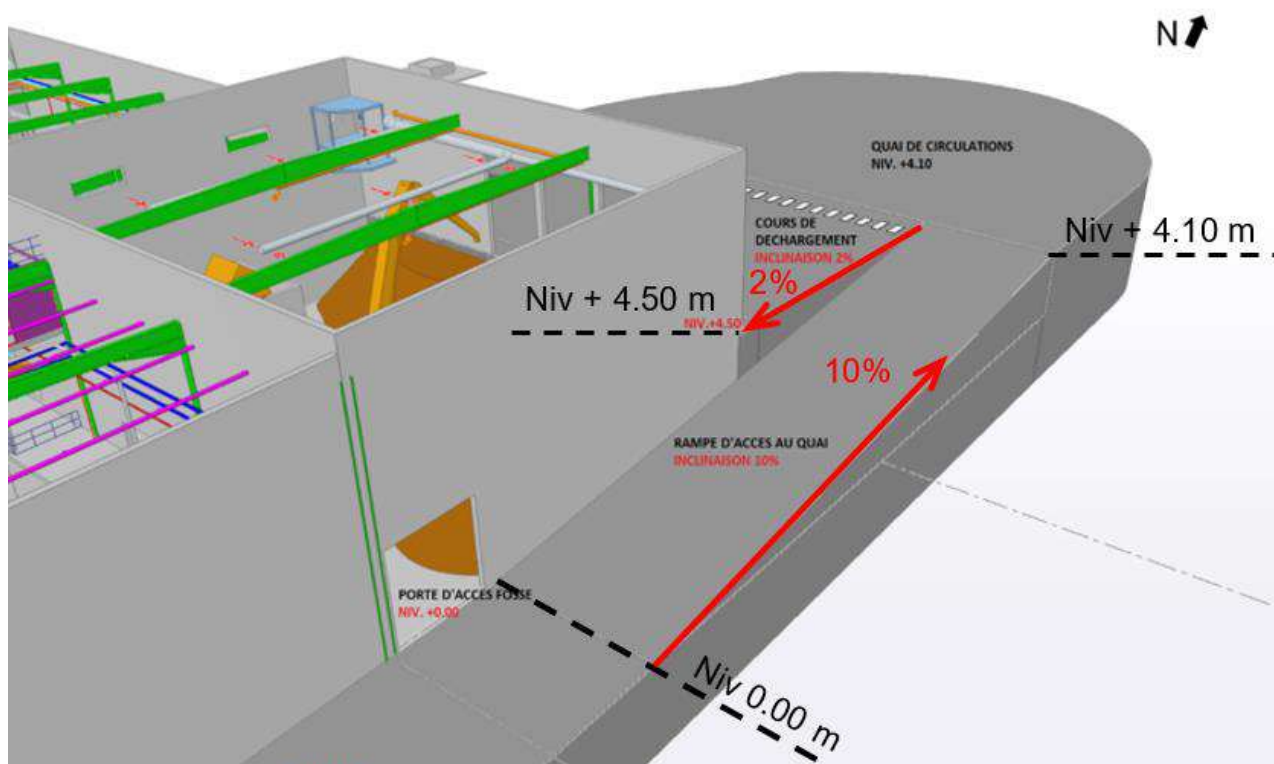 N
QUAI DE CIRCULATIONS
NIV. +4.10
COURS DE
DECHARGEMENT
INCLINAISON 2%
Niv + 4.10 m
2%
Niv + 4.50 m
NIV.+4.50
10%
RAMPE D'ACCES AU QUAI
INCLINAISON 10%
PORTE D'ACCES FOSSE
NIV. +0.00
Niv 0.00 m